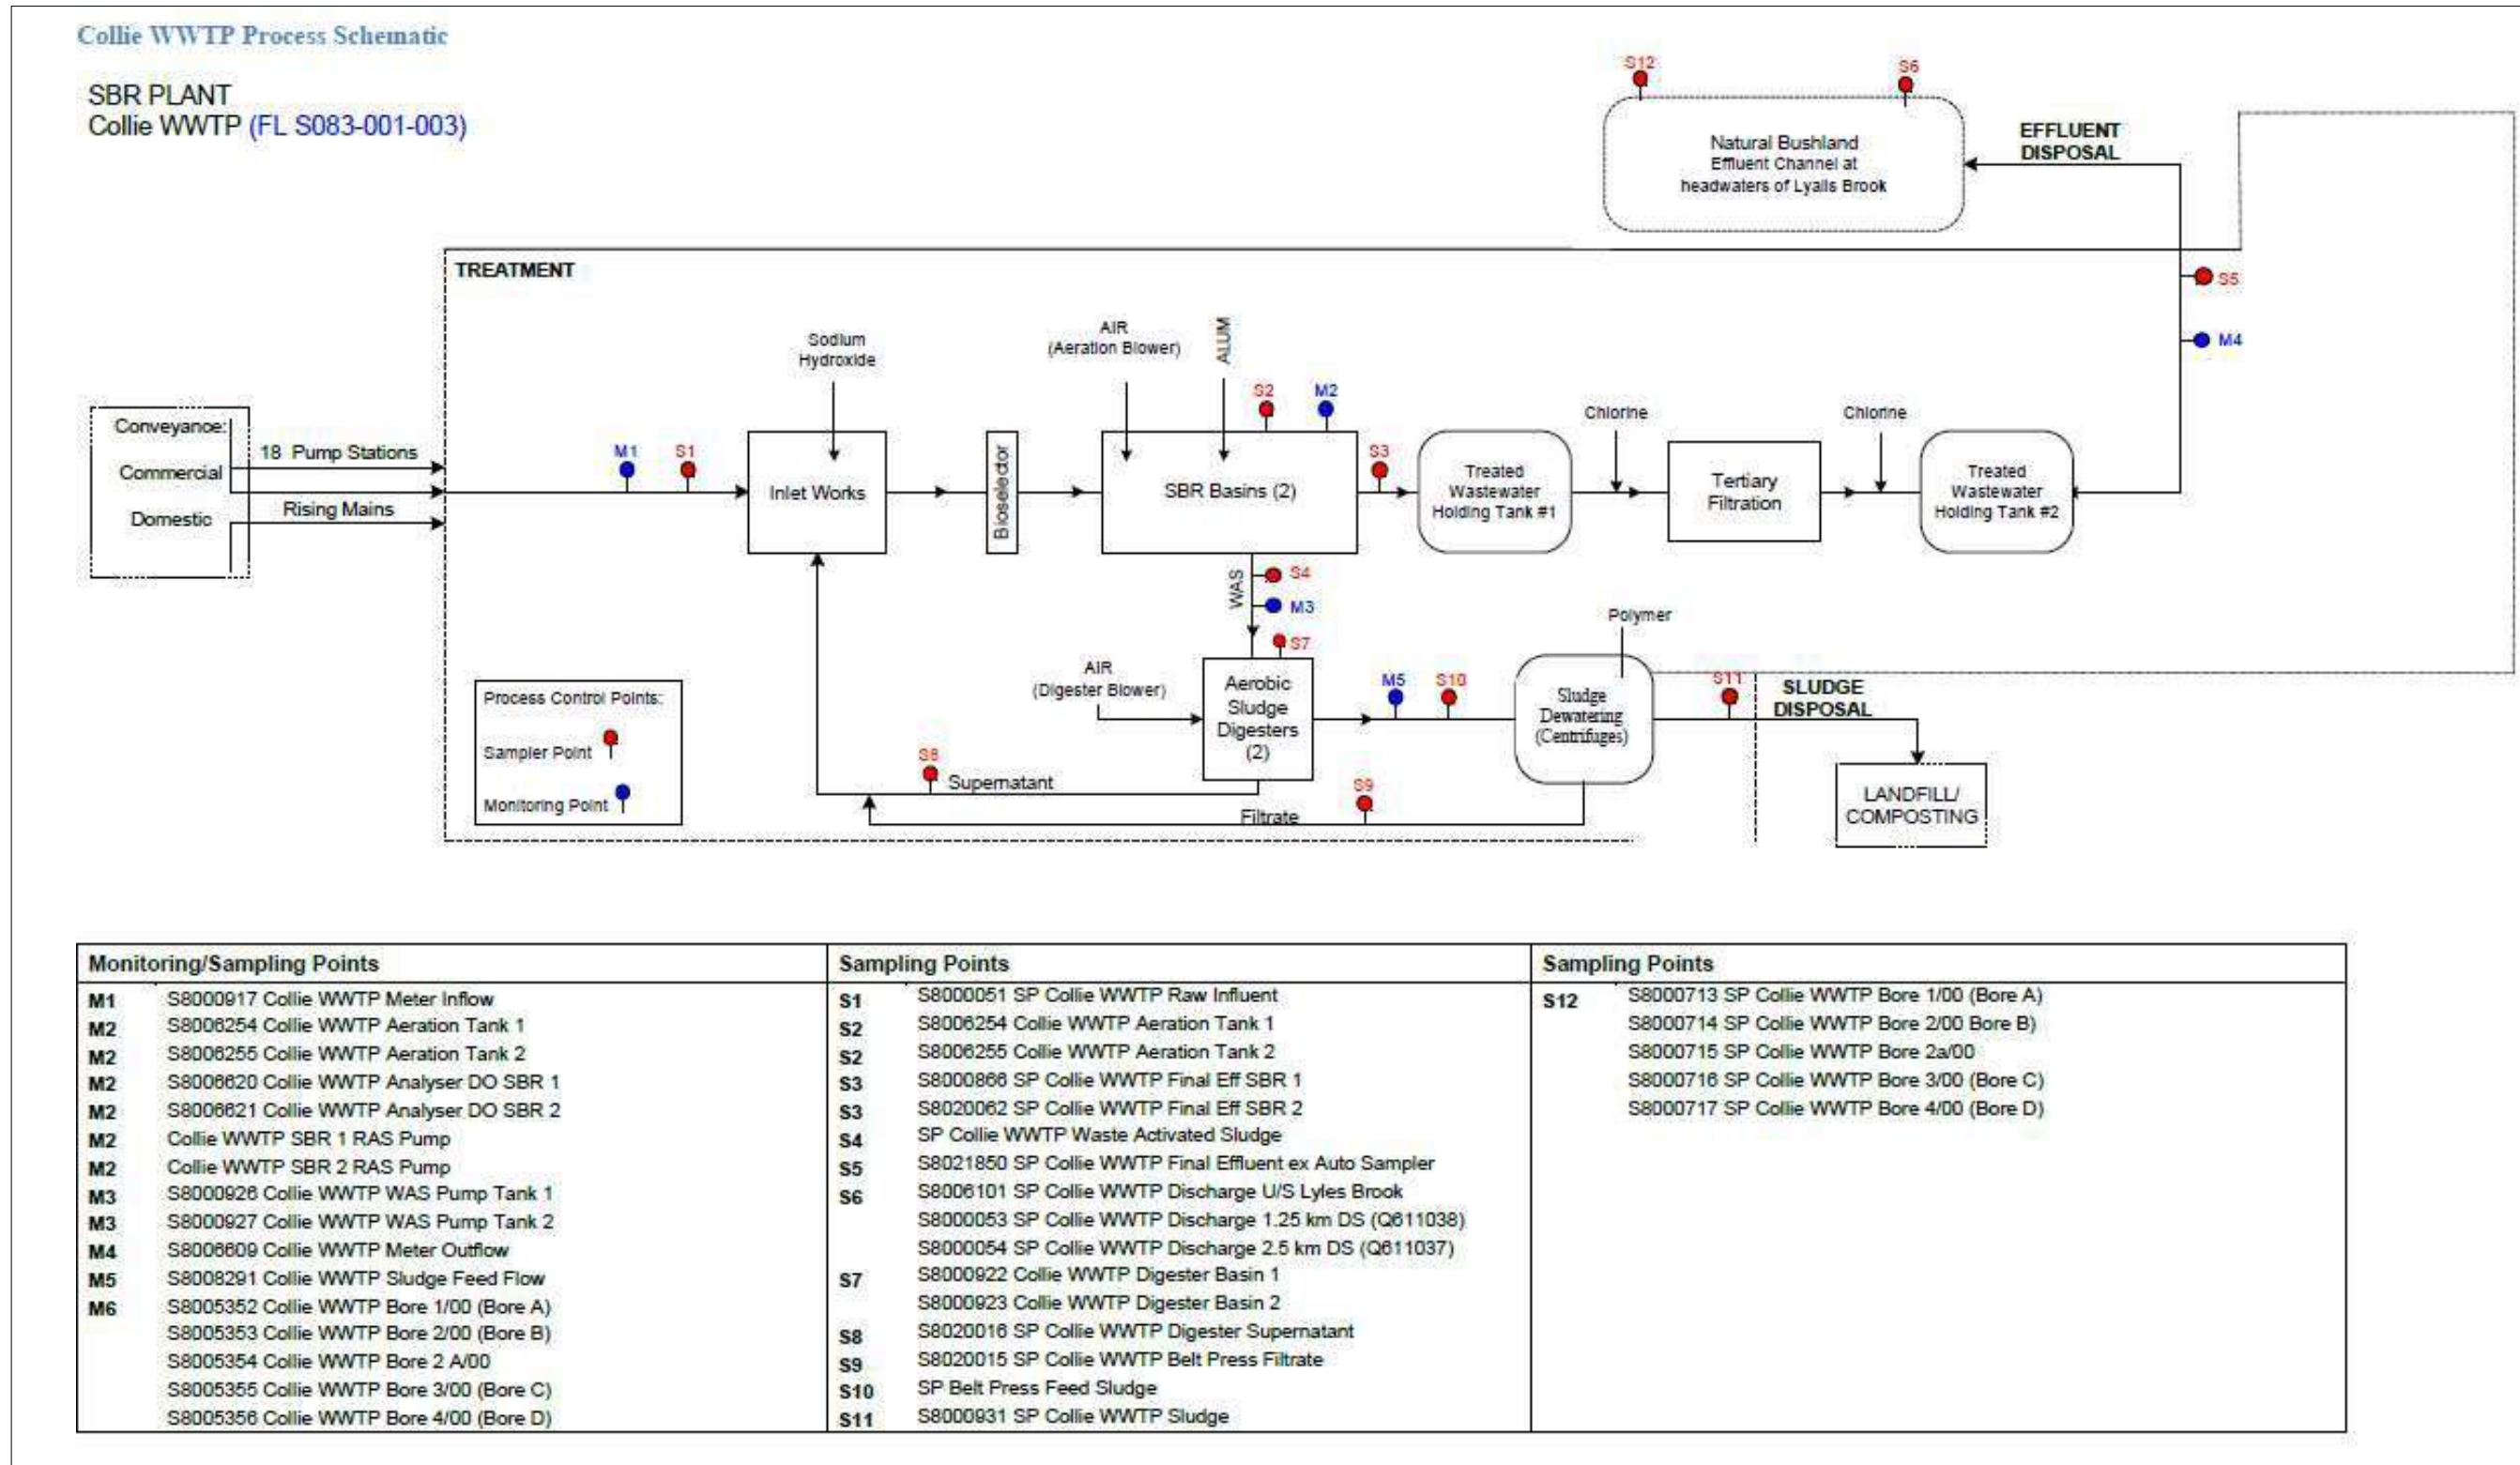 Collie WWTP Process Schematic
SBR PLANT
Collie WWTP (FL S083-001-003)
S12
S6
Natural Bushland
Effluent Channel at
headwaters of Lyalls Brook
EFFLUENT
DISPOSAL
TREATMENT
S5
M4
Sodium
Hydroxide
AIR
(Aeration Blower)
ALUM
S2
M2
Chlorine
Chlorine
Conveyance:
Commercial
Domestic
18 Pump Stations
Rising Mains
M1
S1
Inlet Works
Bioselector
SBR Basins (2)
S3
Treated
Wastewater
Holding Tank #1
Tertiary
Filtration
Treated
Wastewater
Holding Tank #2
WAS
S4
M3
S7
Polymer
AIR
(Digester Blower)
Aerobic
Sludge
Digesters
(2)
M5
S10
Sludge
Dewatering
(Centrifuges)
S11
SLUDGE
DISPOSAL
Process Control Points:
Sampler Point
Monitoring Point
S8
Supernatant
S9
Filtrate
LANDFILL/
COMPOSTING
Monitoring/Sampling Points
M1 S8000917 Collie WWTP Meter Inflow
M2 S8006254 Collie WWTP Aeration Tank 1
M2 S8006255 Collie WWTP Aeration Tank 2
M2 S8006620 Collie WWTP Analyser DO SBR 1
M2 S8006621 Collie WWTP Analyser DO SBR 2
M2 Collie WWTP SBR 1 RAS Pump
M2 Collie WWTP SBR 2 RAS Pump
M3 S8000926 Collie WWTP WAS Pump Tank 1
M3 S8000927 Collie WWTP WAS Pump Tank 2
M4 S8006609 Collie WWTP Meter Outflow
M5 S8008291 Collie WWTP Sludge Feed Flow
M6 S8005352 Collie WWTP Bore 1/00 (Bore A)
S8005353 Collie WWTP Bore 2/00 (Bore B)
S8005354 Collie WWTP Bore 2 A/00
S8005355 Collie WWTP Bore 3/00 (Bore C)
S8005356 Collie WWTP Bore 4/00 (Bore D)
Sampling Points
S1 S8000051 SP Collie WWTP Raw Influent
S2 S8006254 Collie WWTP Aeration Tank 1
S2 S8006255 Collie WWTP Aeration Tank 2
S3 S8000866 SP Collie WWTP Final Eff SBR 1
S3 S8020062 SP Collie WWTP Final Eff SBR 2
S4 SP Collie WWTP Waste Activated Sludge
S5 S8021850 SP Collie WWTP Final Effluent ex Auto Sampler
S6 S8006101 SP Collie WWTP Discharge U/S Lyles Brook
S8000053 SP Collie WWTP Discharge 1.25 km DS (Q611038)
S8000054 SP Collie WWTP Discharge 2.5 km DS (Q611037)
S7 S8000922 Collie WWTP Digester Basin 1
S8000923 Collie WWTP Digester Basin 2
S8 S8020016 SP Collie WWTP Digester Supernatant
S9 S8020015 SP Collie WWTP Belt Press Filtrate
S10 SP Belt Press Feed Sludge
S11 S8000931 SP Collie WWTP Sludge
Sampling Points
S12 S8000713 SP Collie WWTP Bore 1/00 (Bore A)
S8000714 SP Collie WWTP Bore 2/00 Bore B)
S8000715 SP Collie WWTP Bore 2a/00
S8000716 SP Collie WWTP Bore 3/00 (Bore C)
S8000717 SP Collie WWTP Bore 4/00 (Bore D)